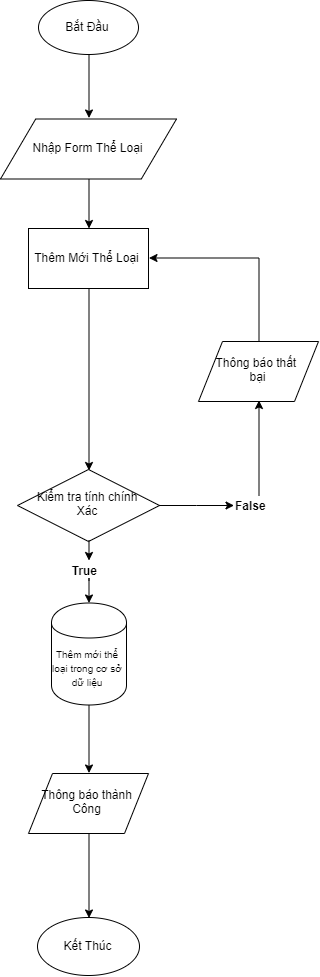 Bắt Đầu
Nhập Form Thể Loại
Thêm Mới Thể Loại
Thông báo thất
bại
Kiểm tra tính chính
Xác
False
True
Thêm mới thể
loại trong cơ sở
dữ liệu
Thông báo thành
Công
Kết Thúc